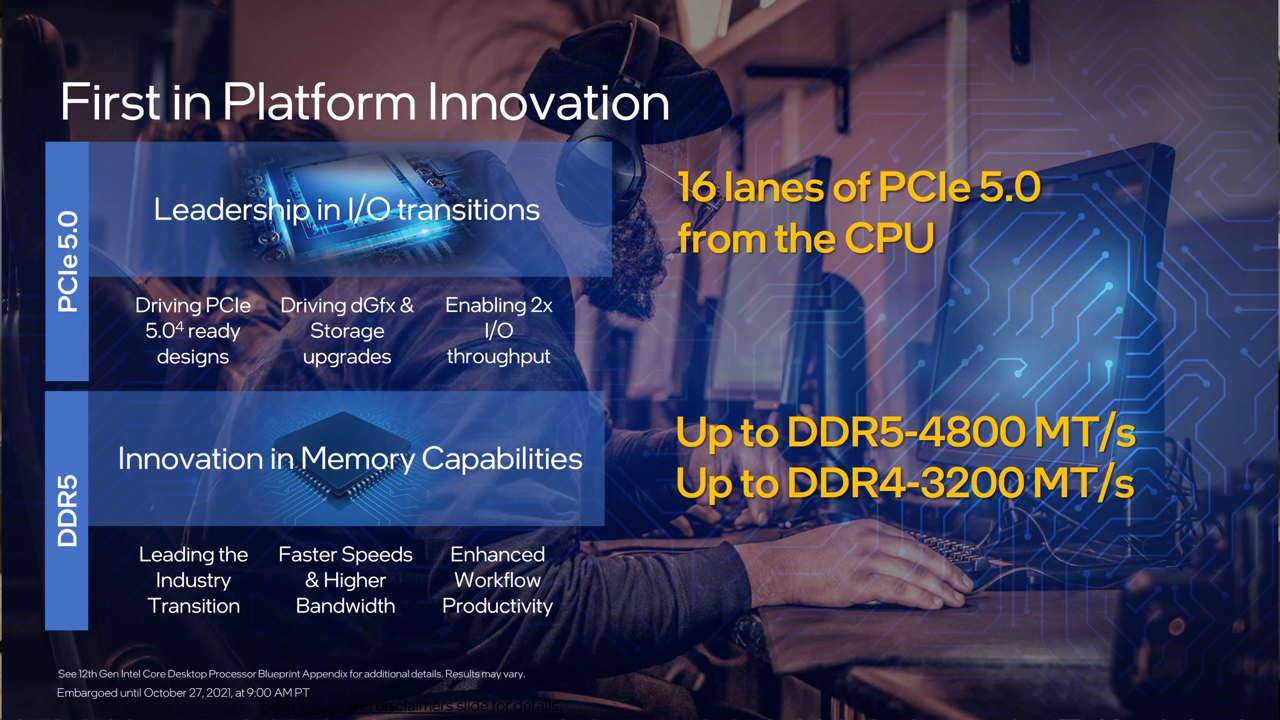 First in Platform Innovation
PCIe 5.0
Leadership in I/O transitions
Driving PCIe
5.0⁴ ready
designs
Driving dGfx &
Storage
upgrades
Enabling 2x
I/O
throughput
16 lanes of PCIe 5.0
from the CPU
DDR5
Innovation in Memory Capabilities
Leading the
Industry
Transition
Faster Speeds
& Higher
Bandwidth
Enhanced
Workflow
Productivity
Up to DDR5-4800 MT/s
Up to DDR4-3200 MT/s
See 12th Gen Intel Core Desktop Processor Blueprint Appendix for additional details. Results may vary.
Embargoed until October 27, 2021, at 9:00 AM PT
disclaimers slide for details